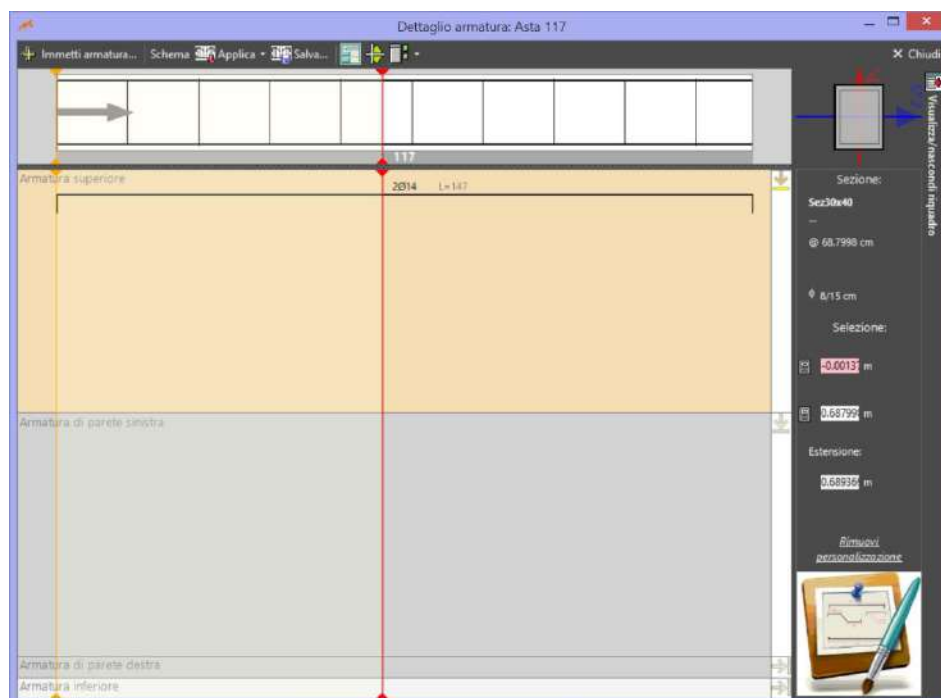 Dettaglio armatura: Asta 117
Immetti armatura... Schema Applica Salva... Chiudi
117
Armatura superiore
2Ø14 L=147
Armatura di parete sinistra
Armatura di parete destra
Armatura inferiore
Sezione:
Sez30x40
--
@ 68.7998 cm
8/15 cm
Selezione:
-0.00137 m
0.68799 m
Estensione:
0.68936 m
Rimuovi
personalizzazione
Visualizza/nascondi riquadro